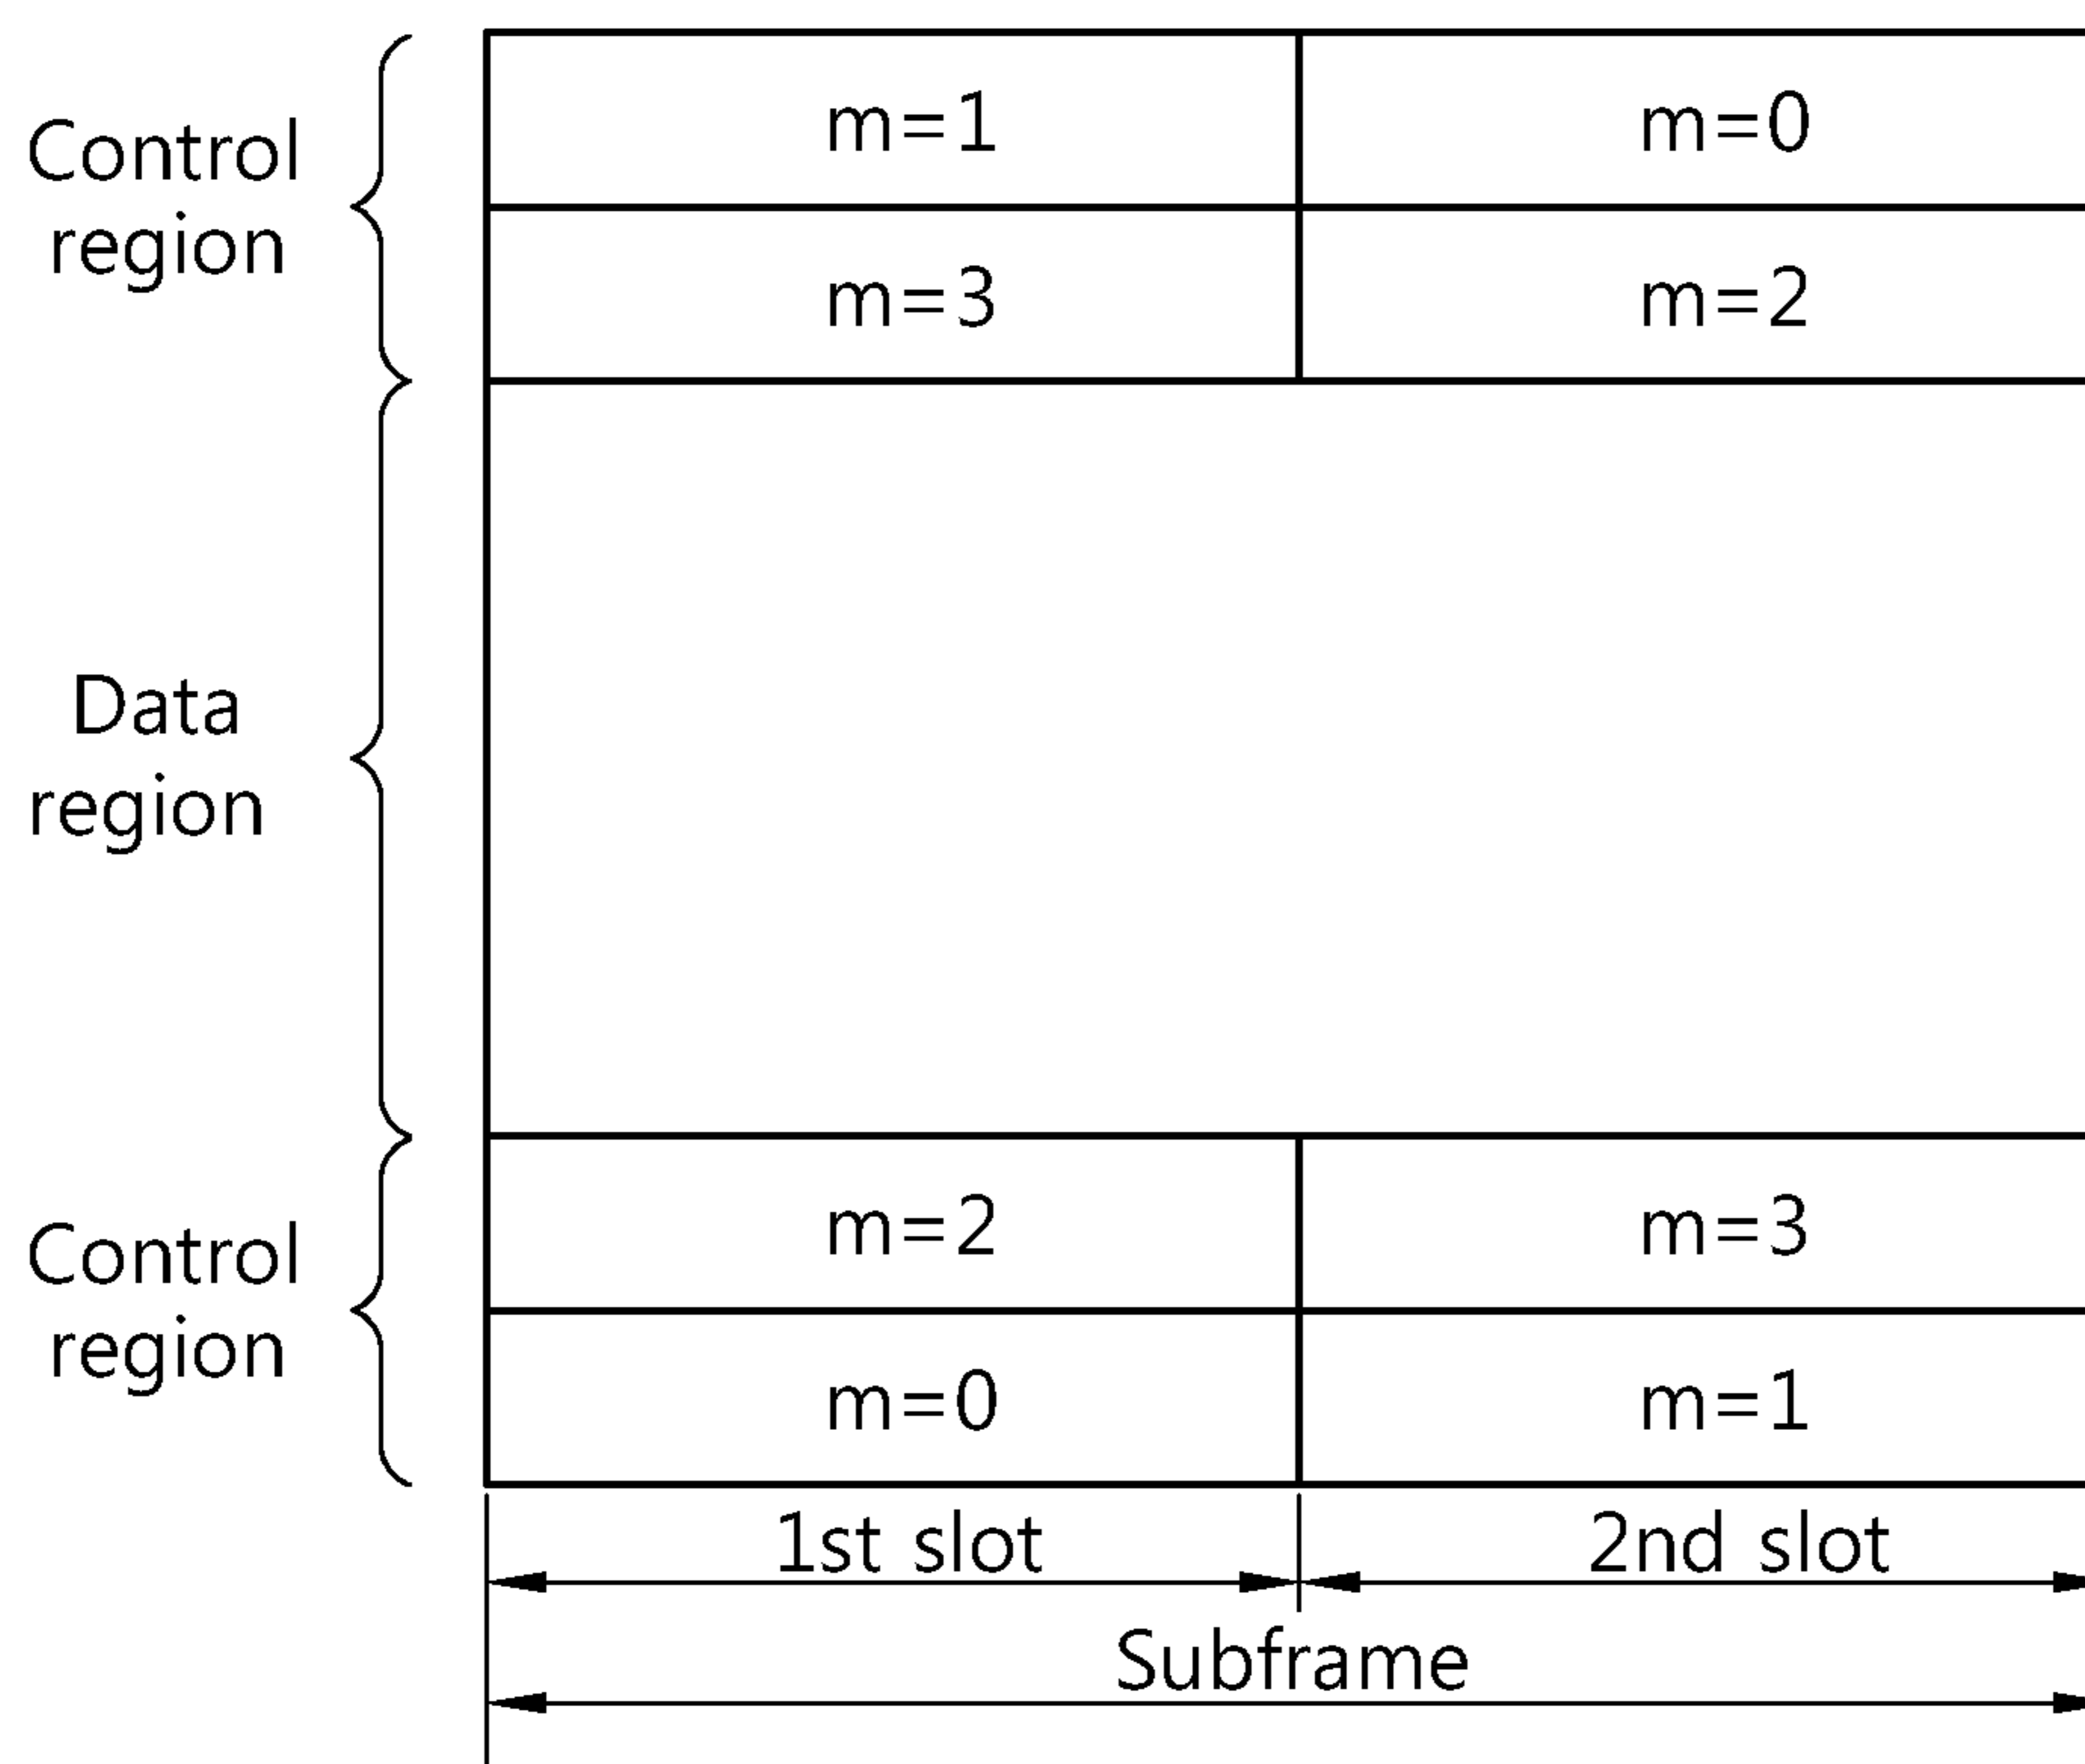 Control
region
m=1 m=0
m=3 m=2
Data
region
Control
region
m=2 m=3
m=0 m=1
1st slot 2nd slot
Subframe